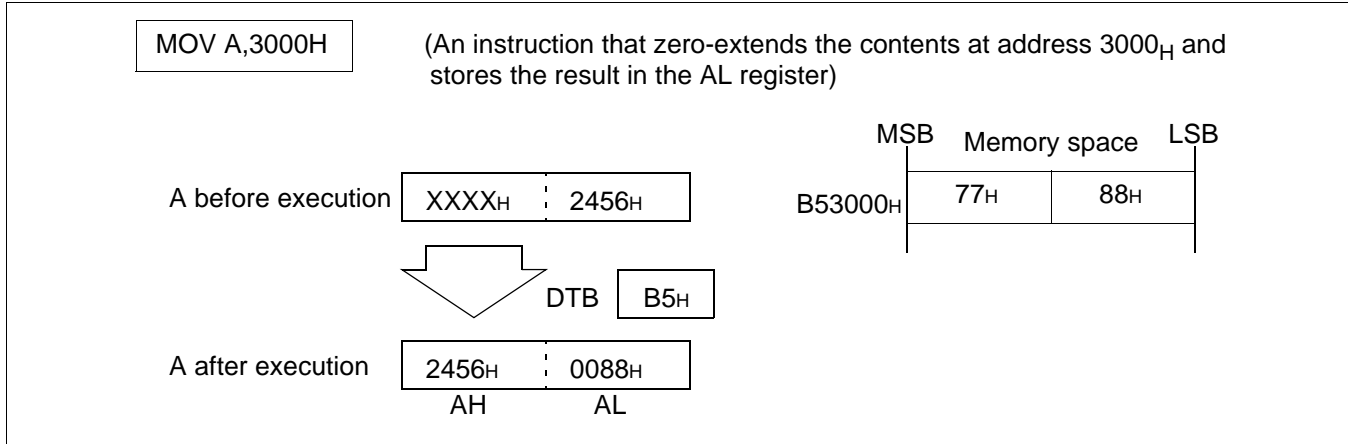 MOV A,3000H
(An instruction that zero-extends the contents at address 3000H and
stores the result in the AL register)
MSB Memory space LSB
A before execution XXXXH 2456H
B53000H 77H 88H
DTB B5H
A after execution 2456H 0088H
AH AL